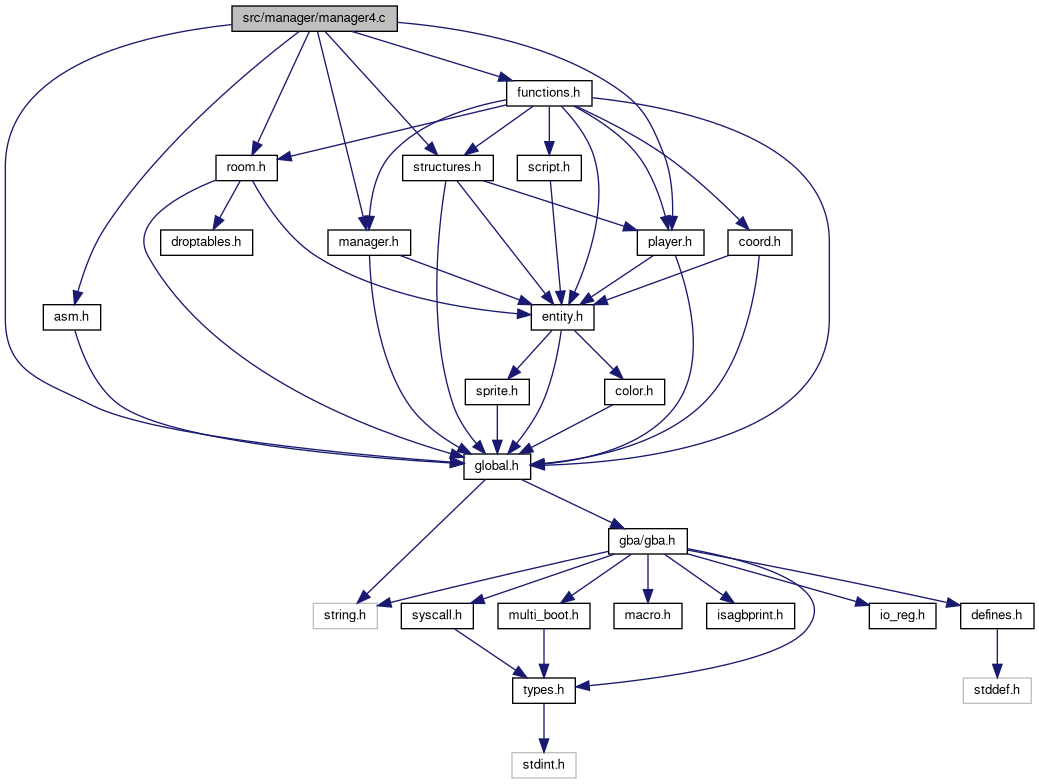 src/manager/manager4.c
functions.h
room.h
structures.h
script.h
droptables.h
manager.h
player.h
coord.h
asm.h
entity.h
sprite.h
color.h
global.h
gba/gba.h
string.h
syscall.h
multi_boot.h
macro.h
isagbprint.h
io_reg.h
defines.h
types.h
stddef.h
stdint.h